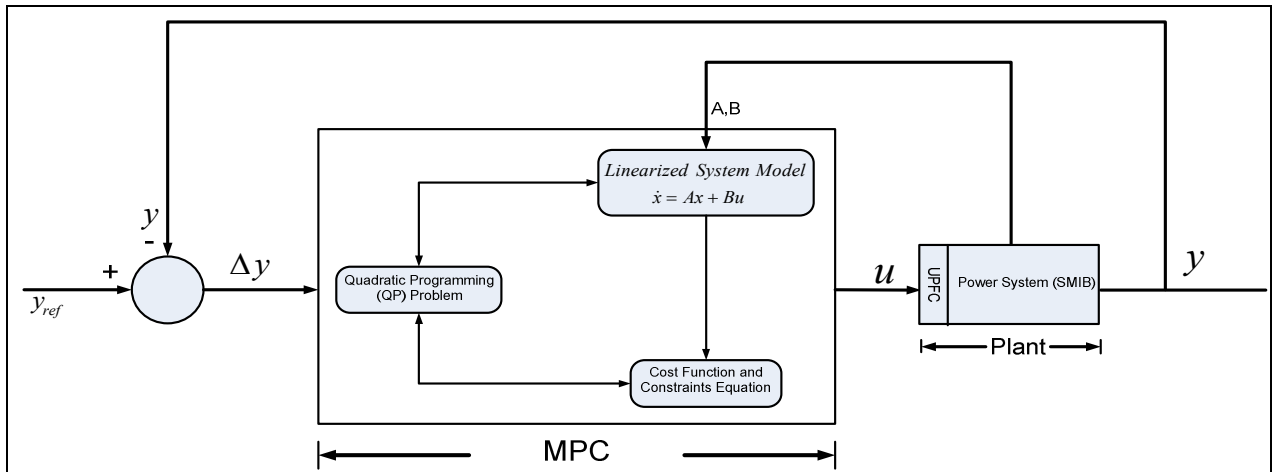 A,B
Linearized System Model
ẋ = Ax + Bu
y
-
+
Δy
y_ref
Quadratic Programming
(QP) Problem
u
UPFC
Power System (SMIB)
y
Plant
Cost Function and
Constraints Equation
MPC